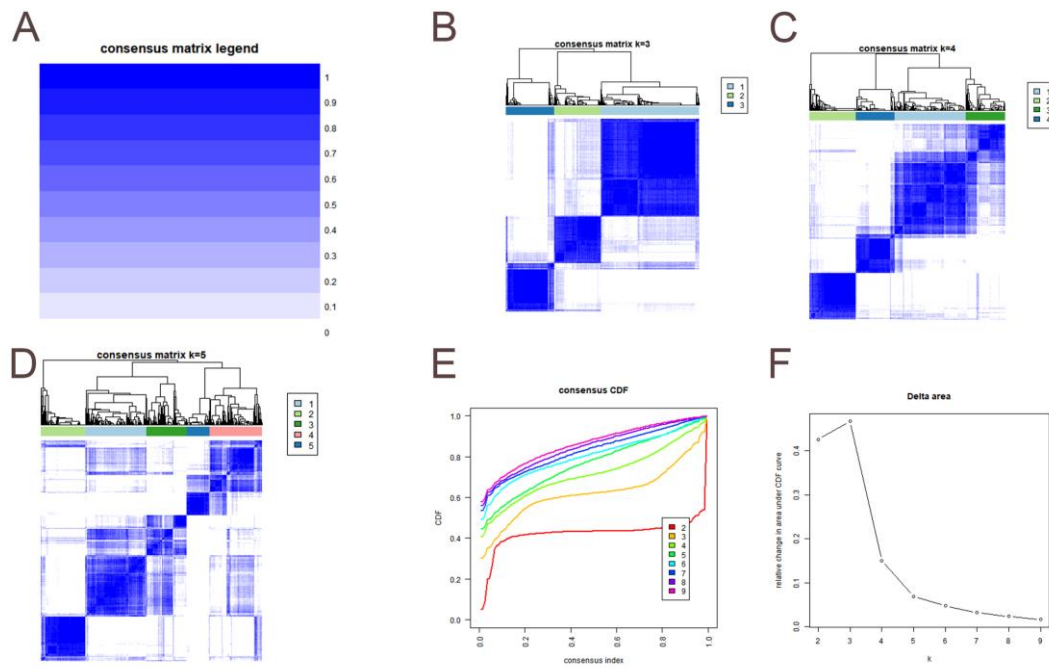 A
consensus matrix legend
1
0.9
0.8
0.7
0.6
0.5
0.4
0.3
0.2
0.1
0
B
consensus matrix k=3
1
2
3
C
consensus matrix k=4
1
2
3
4
D
consensus matrix k=5
1
2
3
4
5
E
consensus CDF
CDF
1.0
0.8
0.6
0.4
0.2
0.0
2
3
4
5
6
7
8
9
0.0 0.2 0.4 0.6 0.8 1.0
consensus index
F
Delta area
relative change in area under CDF curve
0.4
0.3
0.2
0.1
0.0
2 3 4 5 6 7 8 9
k